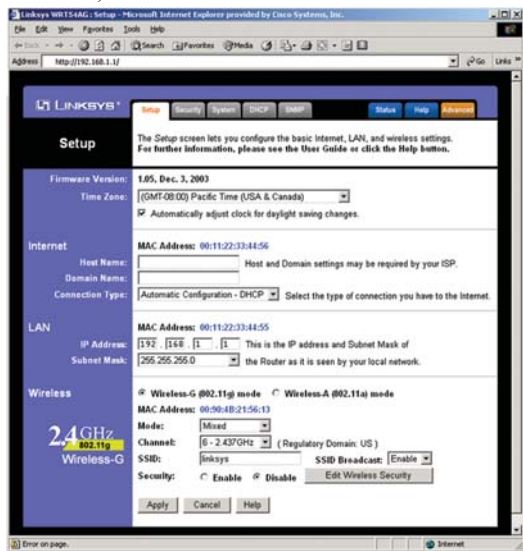 Linksys WRT54AG : Setup - Microsoft Internet Explorer provided by Cisco Systems, Inc.
File Edit View Favorites Tools Help
Search Favorites Media
Address http://192.168.1.1/ Go Links »
LINKSYS®
Setup Security System DHCP SNMP Status Help Advanced
Setup
The Setup screen lets you configure the basic Internet, LAN, and wireless settings.
For further information, please see the User Guide or click the Help button.
Firmware Version: 1.05, Dec. 3, 2003
Time Zone: (GMT-08:00) Pacific Time (USA & Canada)
Automatically adjust clock for daylight saving changes.
Internet MAC Address: 00:11:22:33:44:56
Host Name: Host and Domain settings may be required by your ISP.
Domain Name:
Connection Type: Automatic Configuration - DHCP Select the type of connection you have to the Internet.
LAN MAC Address: 00:11:22:33:44:55
IP Address: 192 . 168 . 1 . 1 This is the IP address and Subnet Mask of
Subnet Mask: 255.255.255.0 the Router as it is seen by your local network.
Wireless Wireless-G (802.11g) mode Wireless-A (802.11a) mode
MAC Address: 00:90:4B:21:56:13
Mode: Mixed
2.4GHz
802.11g
Wireless-G
Channel: 6 - 2.437GHz ( Regulatory Domain: US )
SSID: linksys SSID Broadcast: Enable
Security: Enable Disable Edit Wireless Security
Apply Cancel Help
Error on page. Internet